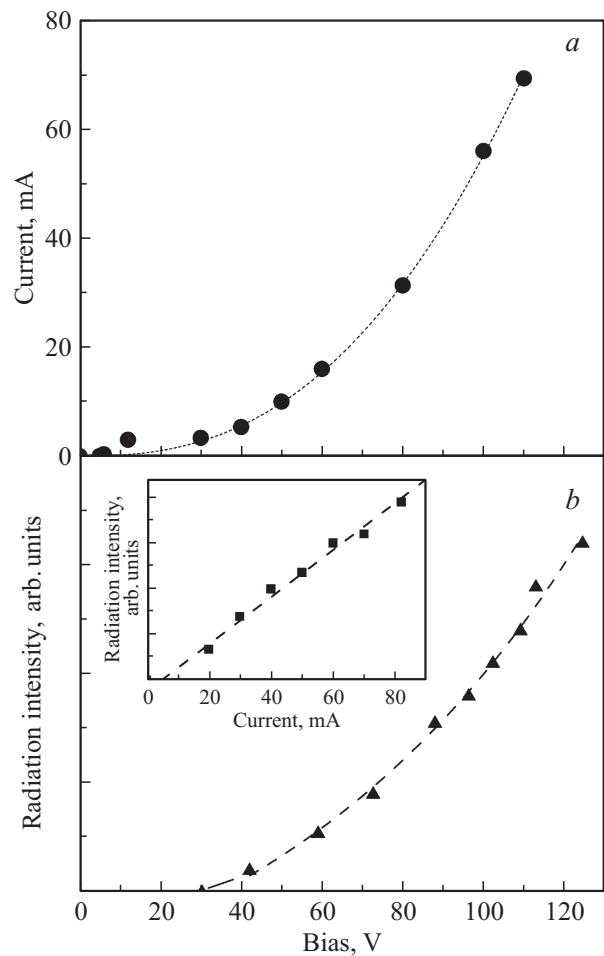 80
a
60
Current, mA
40
20
0
b
Radiation intensity,
arb. units
0
20
40
60
80
Current, mA
Radiation intensity, arb. units
0
20
40
60
80
100
120
Bias, V